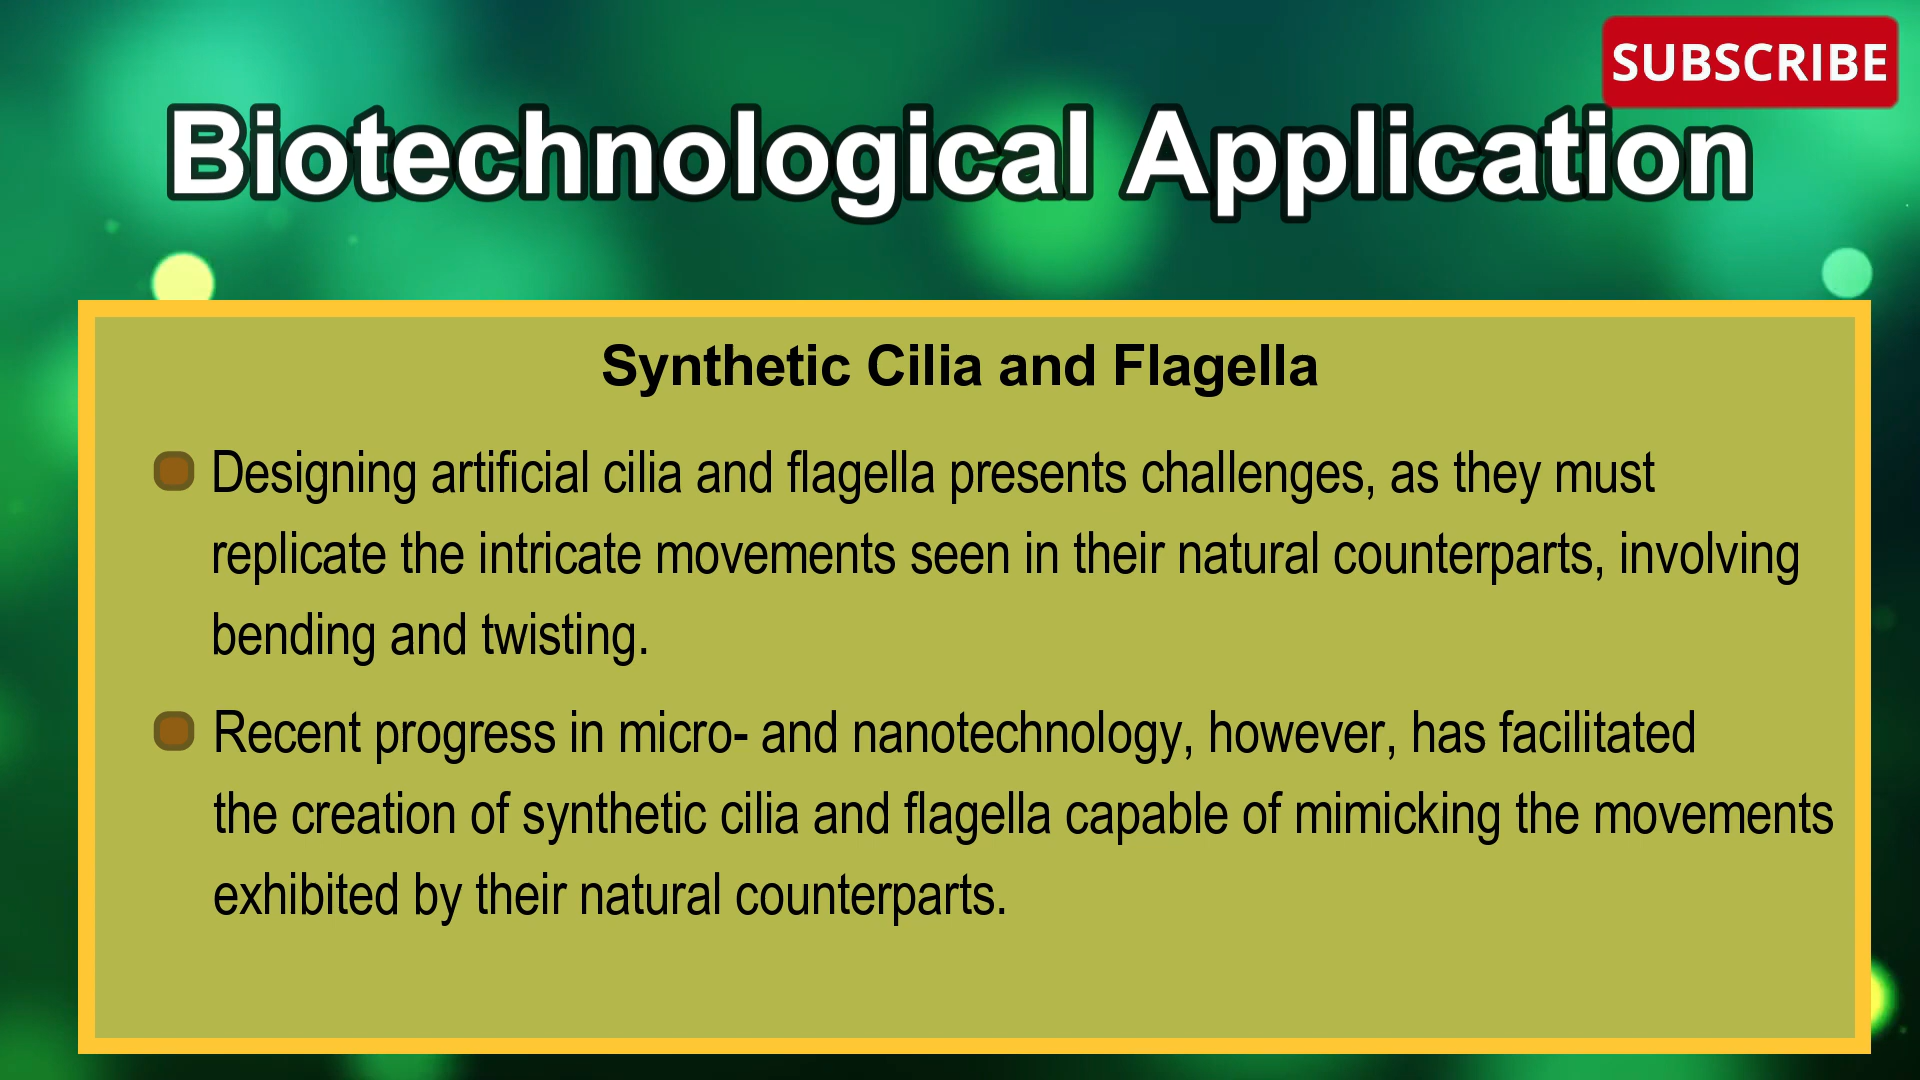 SUBSCRIBE
Biotechnological Application
Synthetic Cilia and Flagella
Designing artificial cilia and flagella presents challenges, as they must
replicate the intricate movements seen in their natural counterparts, involving
bending and twisting.
Recent progress in micro- and nanotechnology, however, has facilitated
the creation of synthetic cilia and flagella capable of mimicking the movements
exhibited by their natural counterparts.